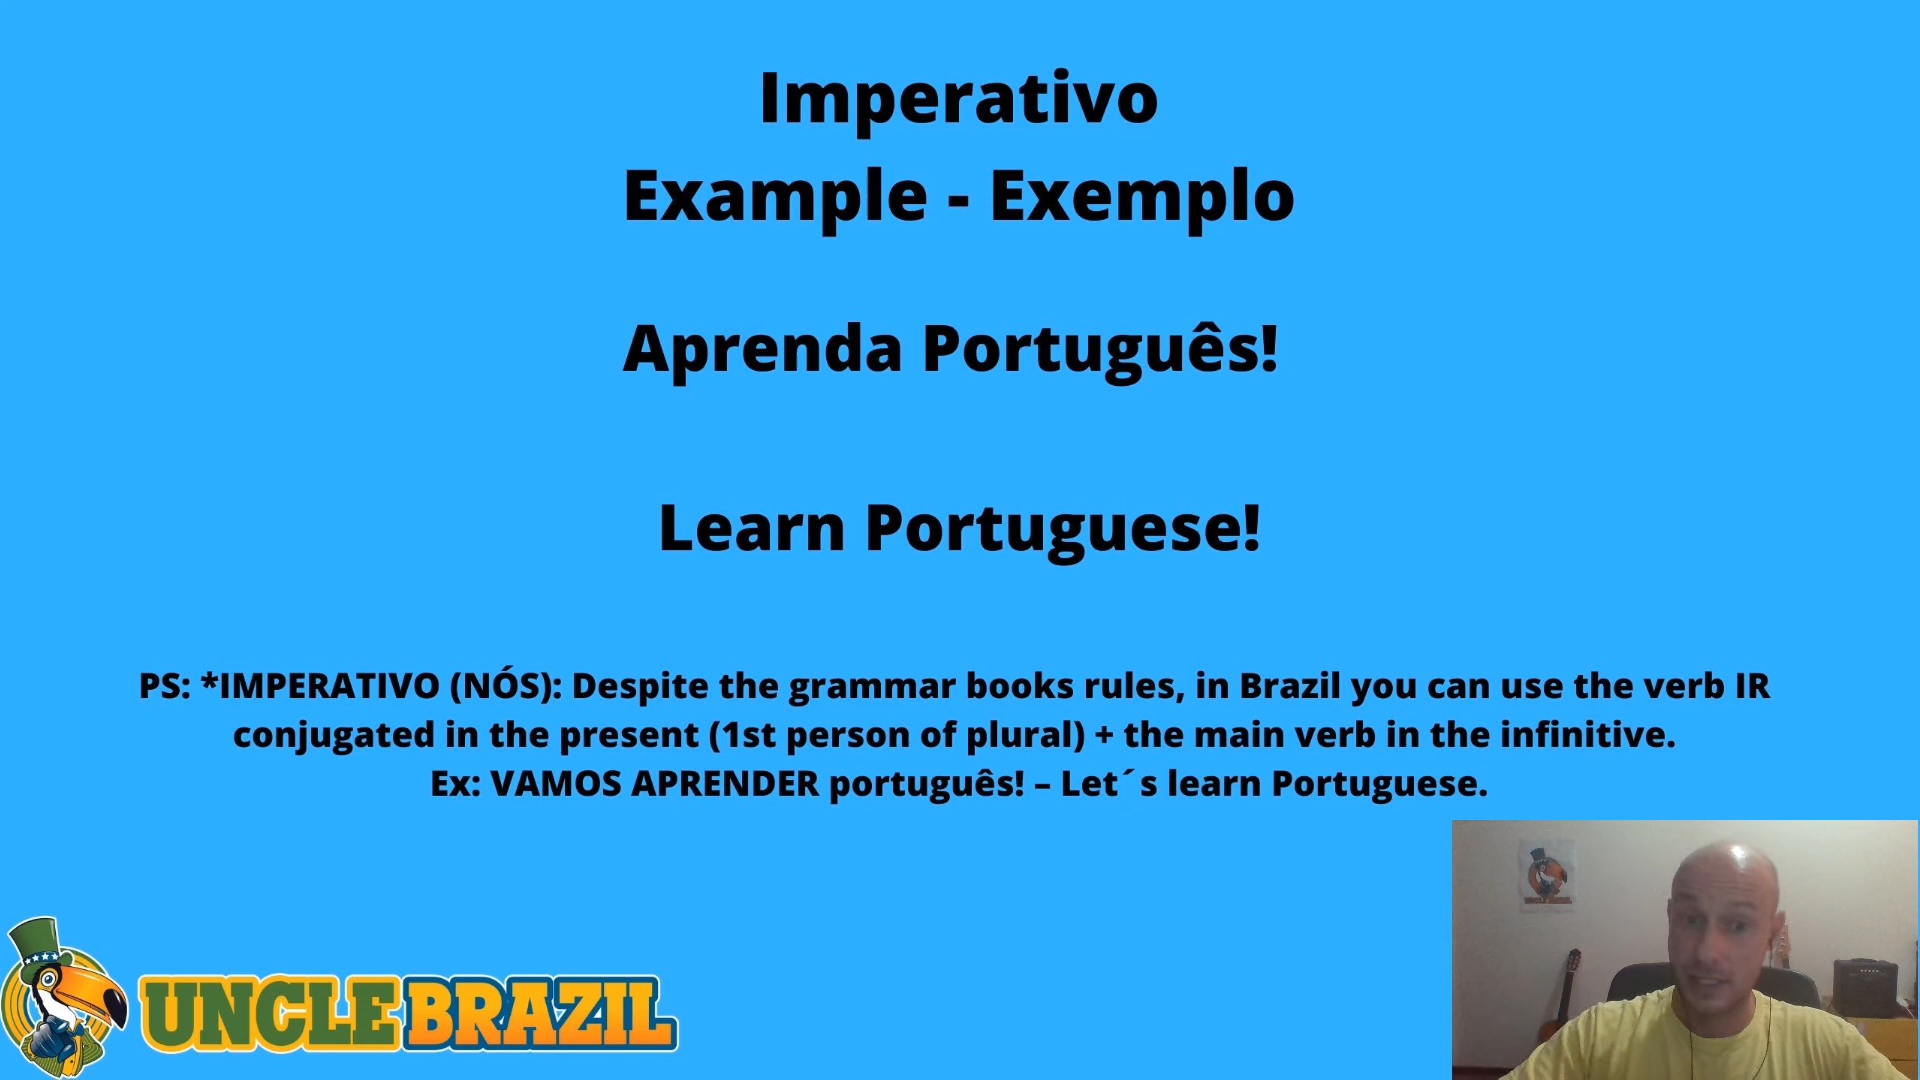 Imperativo
Example - Exemplo
Aprenda Português!
Learn Portuguese!
PS: *IMPERATIVO (NÓS): Despite the grammar books rules, in Brazil you can use the verb IR
conjugated in the present (1st person of plural) + the main verb in the infinitive.
Ex: VAMOS APRENDER português! – Let´s learn Portuguese.
UNCLE BRAZIL